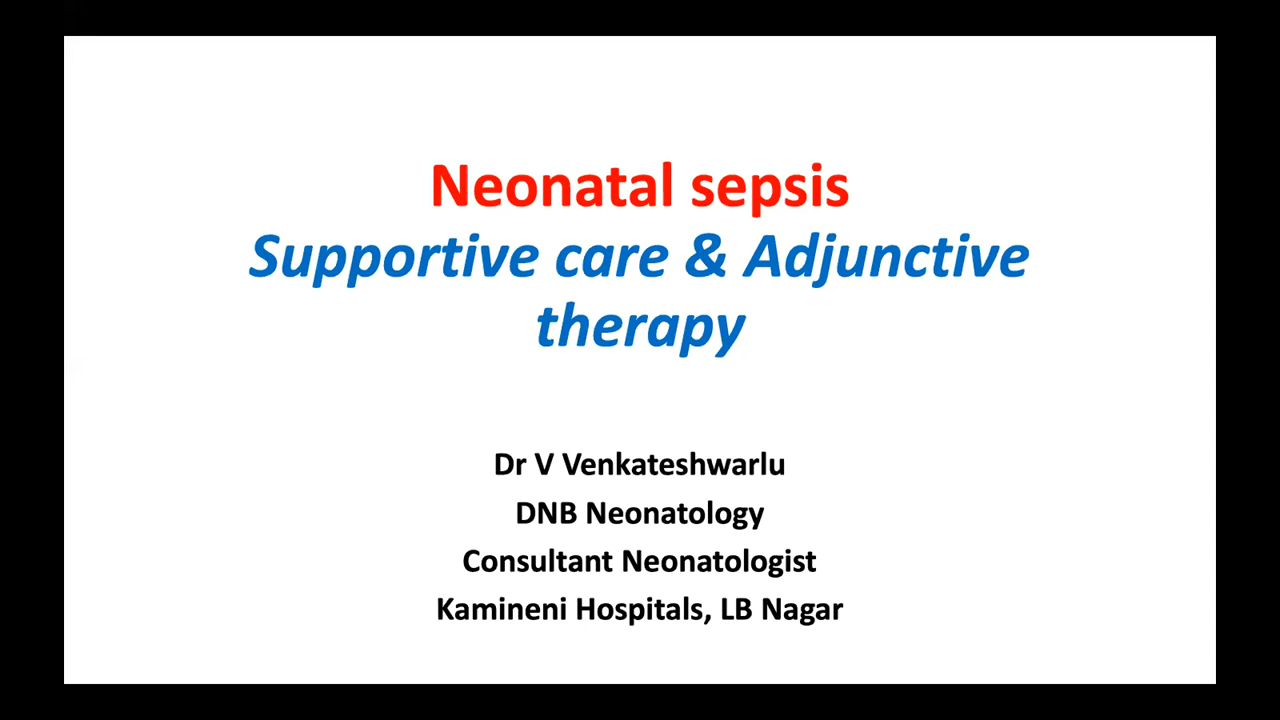 Neonatal sepsis
Supportive care & Adjunctive
therapy
Dr V Venkateshwarlu
DNB Neonatology
Consultant Neonatologist
Kamineni Hospitals, LB Nagar